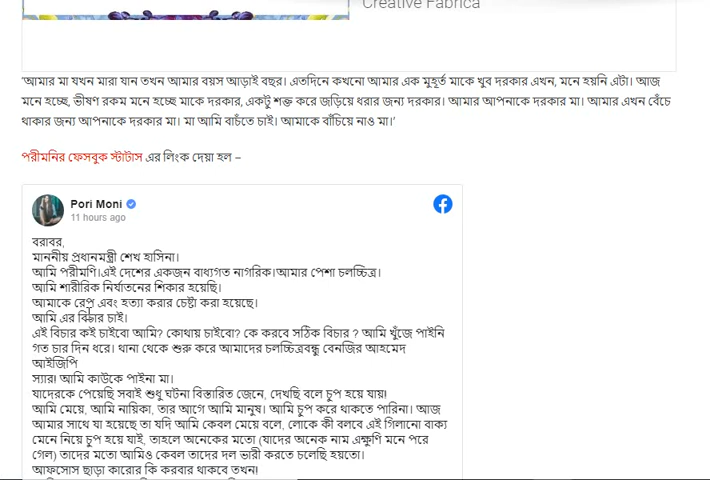 Creative Fabrica
'আমার মা যখন মারা যান তখন আমার বয়স আড়াই বছর। এতদিনে কখনো আমার এক মুহূর্ত মাকে খুব দরকার এখন, মনে হয়নি এটা। আজ
মনে হচ্ছে, ভীষণ রকম মনে হচ্ছে মাকে দরকার, একটু শক্ত করে জড়িয়ে ধরার জন্য দরকার। আমার আপনাকে দরকার মা। আমার এখন বেঁচে
থাকার জন্য আপনাকে দরকার মা। মা আমি বাচঁতে চাই। আমাকে বাঁচিয়ে নাও মা।'
পরীমনির ফেসবুক স্টাটাস এর লিংক দেয়া হল –
Pori Moni
11 hours ago
বরাবর,
মাননীয় প্রধানমন্ত্রী শেখ হাসিনা।
আমি পরীমণি।এই দেশের একজন বাধ্যগত নাগরিক।আমার পেশা চলচ্চিত্র।
আমি শারীরিক নির্যাতনের শিকার হয়েছি।
আমাকে রেপ এবং হত্যা করার চেষ্টা করা হয়েছে।
আমি এর বিচার চাই।
এই বিচার কই চাইবো আমি? কোথায় চাইবো? কে করবে সঠিক বিচার ? আমি খুঁজে পাইনি
গত চার দিন ধরে। থানা থেকে শুরু করে আমাদের চলচ্চিত্রবন্ধু বেনজির আহমেদ
আইজিপি
স্যার! আমি কাউকে পাইনা মা।
যাদেরকে পেয়েছি সবাই শুধু ঘটনা বিস্তারিত জেনে, দেখছি বলে চুপ হয়ে যায়!
আমি মেয়ে, আমি নায়িকা, তার আগে আমি মানুষ। আমি চুপ করে থাকতে পারিনা। আজ
আমার সাথে যা হয়েছে তা যদি আমি কেবল মেয়ে বলে, লোকে কী বলবে এই গিলানো বাক্য
মেনে নিয়ে চুপ হয়ে যাই, তাহলে অনেকের মতো (যাদের অনেক নাম এক্ষুণি মনে পরে
গেল) তাদের মতো আমিও কেবল তাদের দল ভারী করতে চলেছি হয়তো।
আফসোস ছাড়া কারোর কি করবার থাকবে তখন!